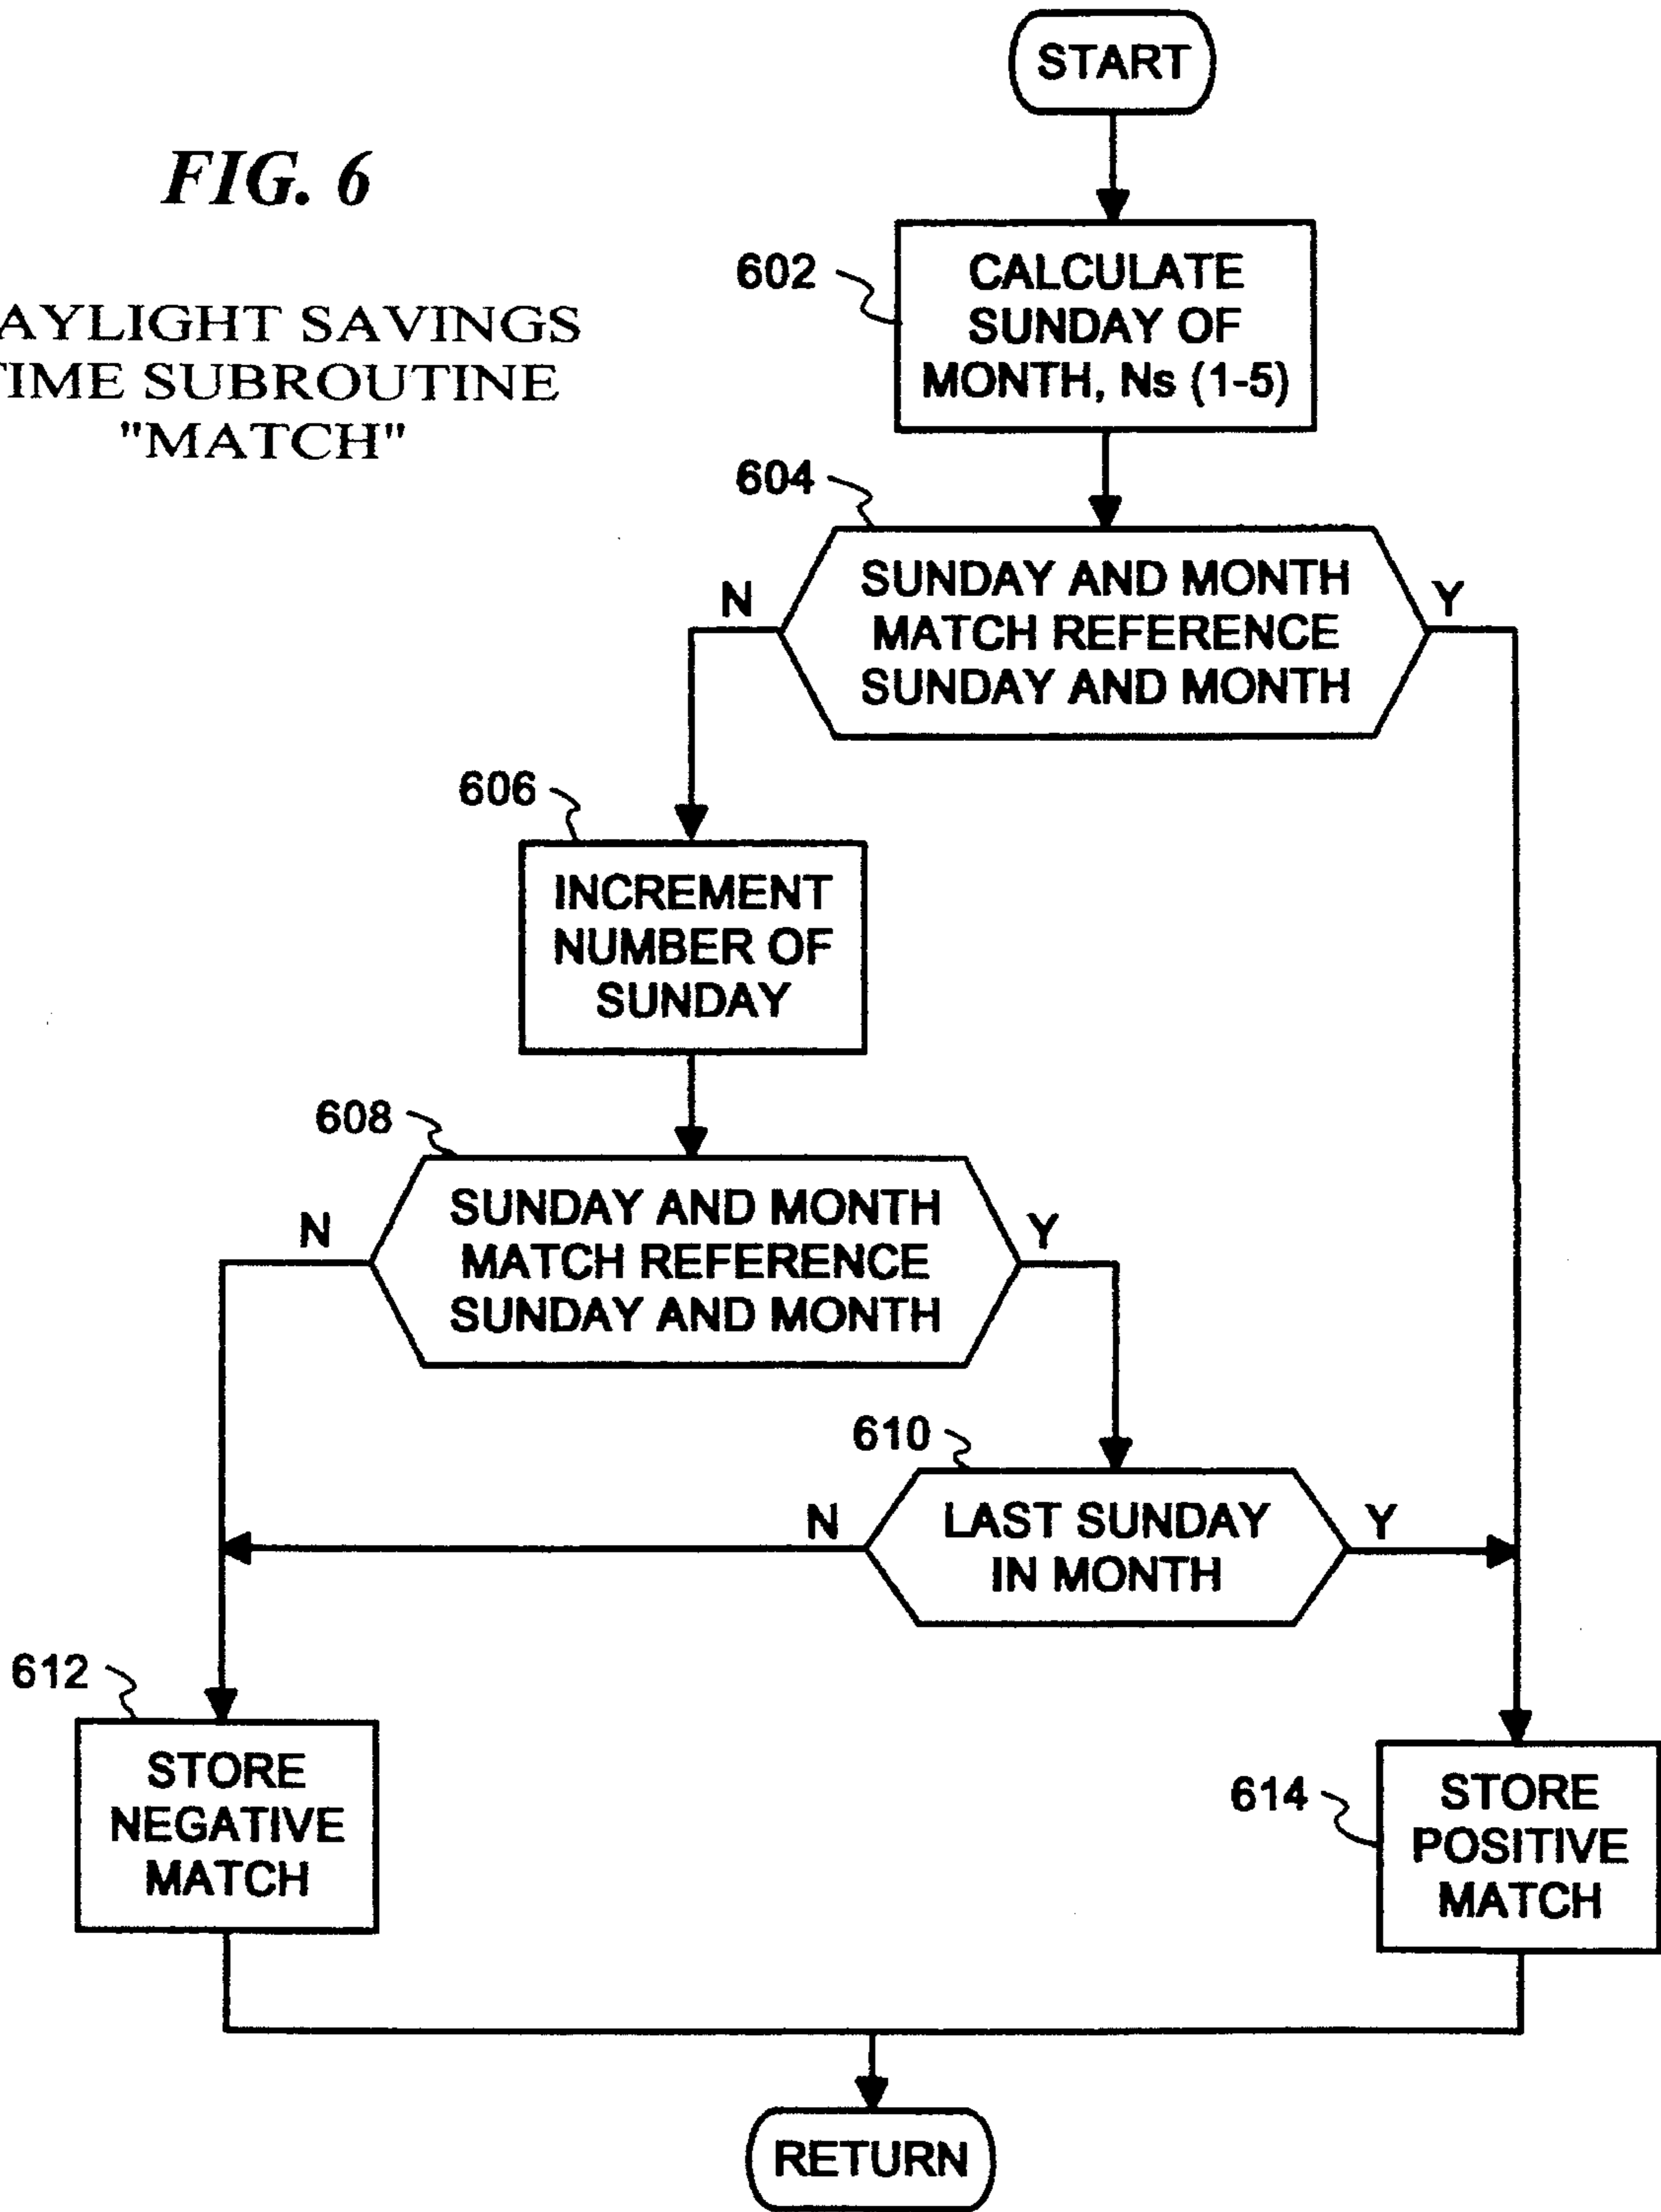 START
FIG. 6
602
CALCULATE
SUNDAY OF
MONTH, Ns (1-5)
AYLIGHT SAVINGS
TIME SUBROUTINE
"MATCH"
604
SUNDAY AND MONTH
MATCH REFERENCE
SUNDAY AND MONTH
N
Y
606
INCREMENT
NUMBER OF
SUNDAY
608
SUNDAY AND MONTH
MATCH REFERENCE
SUNDAY AND MONTH
N
Y
610
LAST SUNDAY
IN MONTH
N
Y
612
STORE
NEGATIVE
MATCH
614
STORE
POSITIVE
MATCH
RETURN